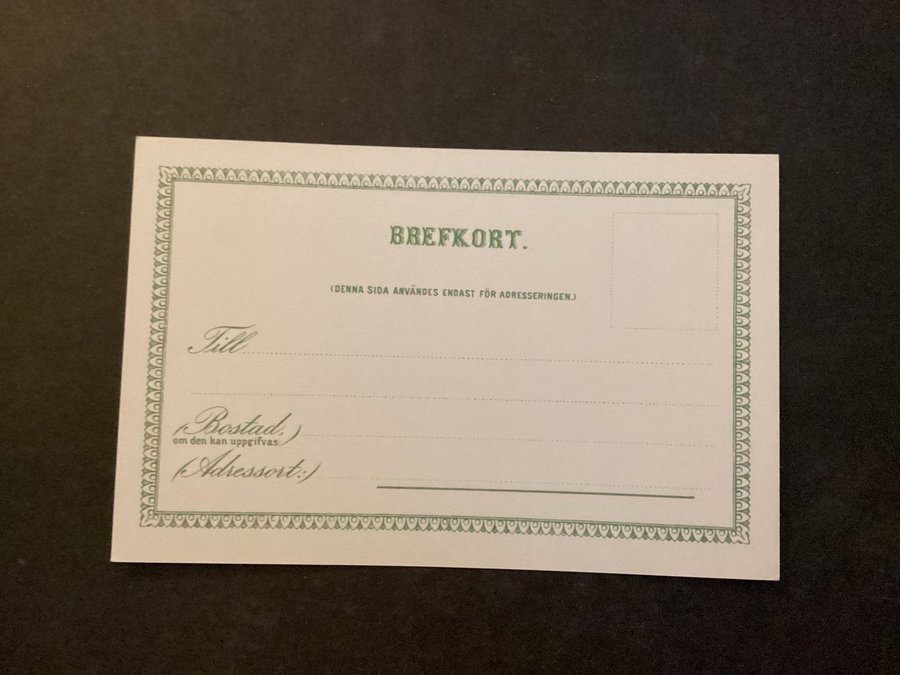 BREFKORT.
(DENNA SIDA ANVÄNDES ENDAST FÖR ADRESSERINGEN.)
Till
(Bostad,)
om den kan uppgifvas:
(Adressort:)